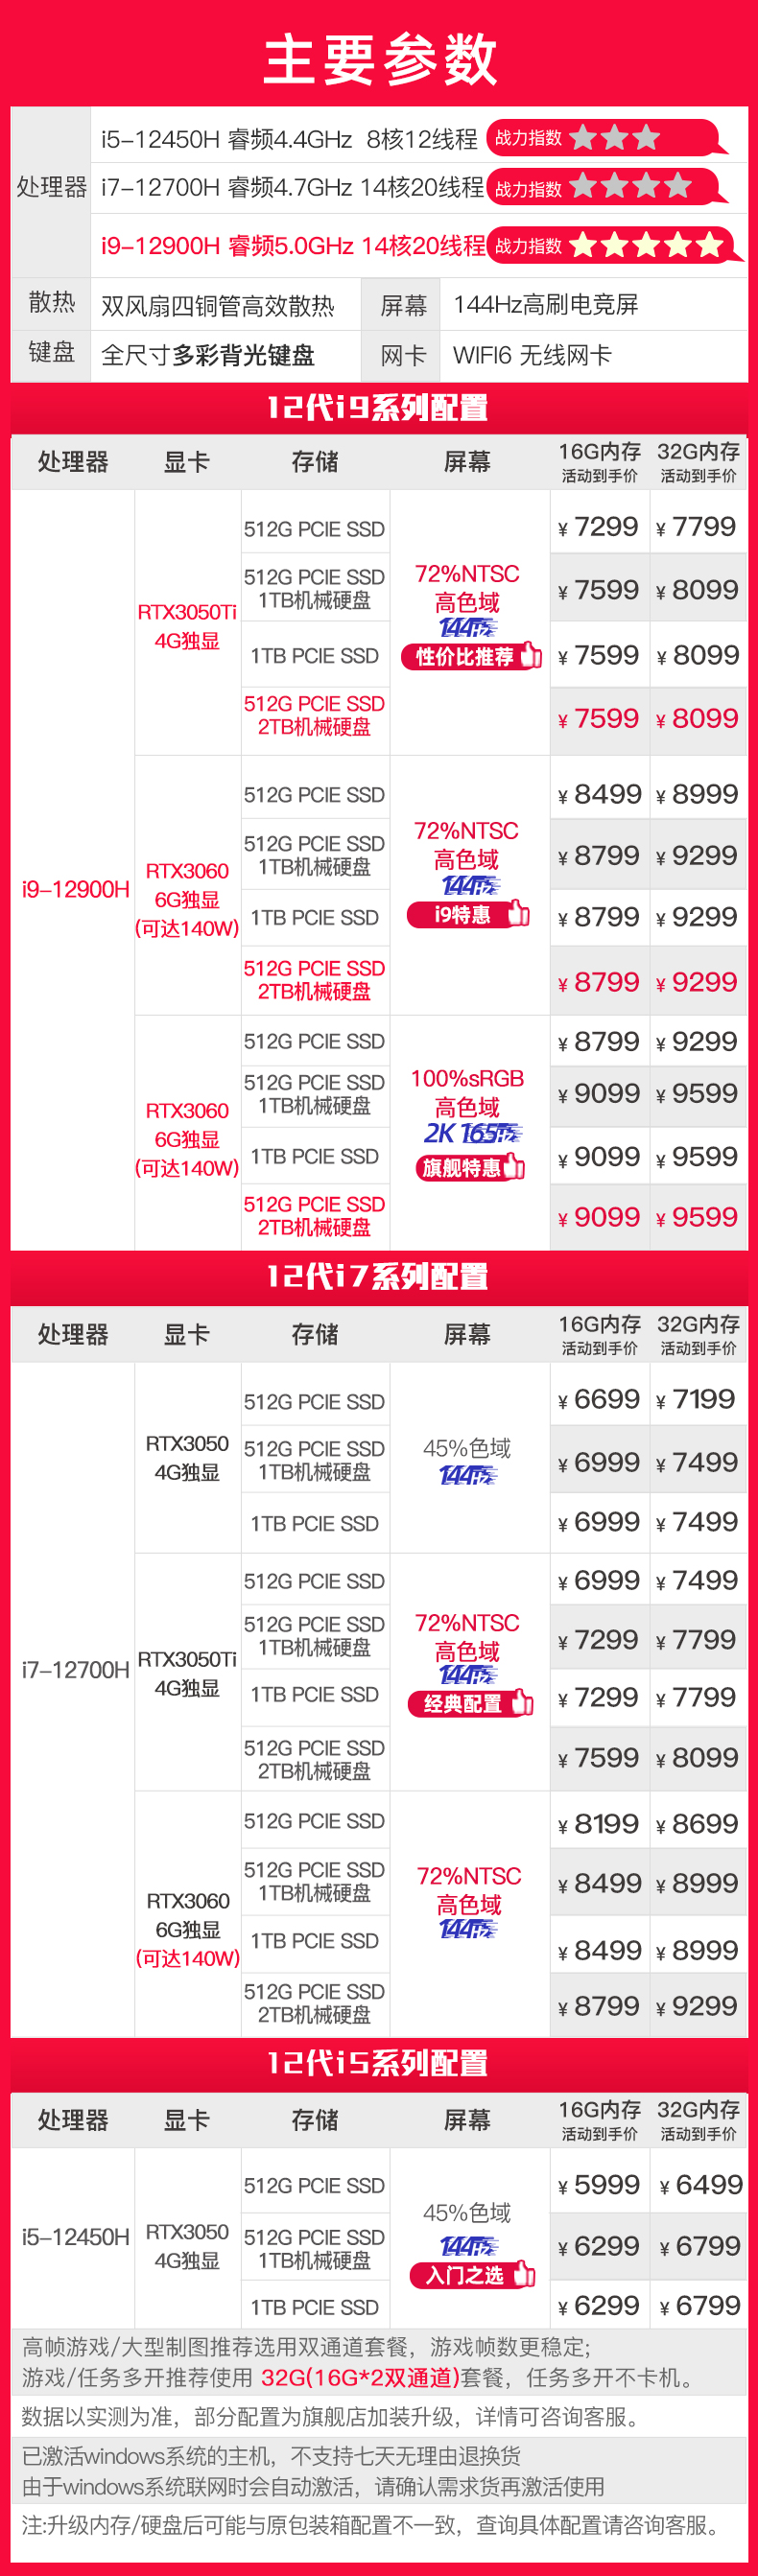 主要参数
处理器
i5-12450H 睿频4.4GHz 8核12线程 战力指数
i7-12700H 睿频4.7GHz 14核20线程 战力指数
i9-12900H 睿频5.0GHz 14核20线程 战力指数
散热 双风扇四铜管高效散热 屏幕 144Hz高刷电竞屏
键盘 全尺寸多彩背光键盘 网卡 WIFI6 无线网卡
12代i9系列配置
处理器 显卡 存储 屏幕 16G内存 32G内存
活动到手价 活动到手价
i9-12900H
RTX3050Ti
4G独显
512G PCIE SSD ¥ 7299 ¥ 7799
512G PCIE SSD
1TB机械硬盘 ¥ 7599 ¥ 8099
1TB PCIE SSD ¥ 7599 ¥ 8099
512G PCIE SSD
2TB机械硬盘 ¥ 7599 ¥ 8099
72%NTSC
高色域
144Hz
性价比推荐
RTX3060
6G独显
(可达140W)
512G PCIE SSD ¥ 8499 ¥ 8999
512G PCIE SSD
1TB机械硬盘 ¥ 8799 ¥ 9299
1TB PCIE SSD ¥ 8799 ¥ 9299
512G PCIE SSD
2TB机械硬盘 ¥ 8799 ¥ 9299
72%NTSC
高色域
144Hz
i9特惠
RTX3060
6G独显
(可达140W)
512G PCIE SSD ¥ 8799 ¥ 9299
512G PCIE SSD
1TB机械硬盘 ¥ 9099 ¥ 9599
1TB PCIE SSD ¥ 9099 ¥ 9599
512G PCIE SSD
2TB机械硬盘 ¥ 9099 ¥ 9599
100%sRGB
高色域
2K 165Hz
旗舰特惠
12代i7系列配置
处理器 显卡 存储 屏幕 16G内存 32G内存
活动到手价 活动到手价
i7-12700H
RTX3050
4G独显
512G PCIE SSD ¥ 6699 ¥ 7199
512G PCIE SSD
1TB机械硬盘 ¥ 6999 ¥ 7499
1TB PCIE SSD ¥ 6999 ¥ 7499
45%色域
144Hz
RTX3050Ti
4G独显
512G PCIE SSD ¥ 6999 ¥ 7499
512G PCIE SSD
1TB机械硬盘 ¥ 7299 ¥ 7799
1TB PCIE SSD ¥ 7299 ¥ 7799
512G PCIE SSD
2TB机械硬盘 ¥ 7599 ¥ 8099
72%NTSC
高色域
144Hz
经典配置
RTX3060
6G独显
(可达140W)
512G PCIE SSD ¥ 8199 ¥ 8699
512G PCIE SSD
1TB机械硬盘 ¥ 8499 ¥ 8999
1TB PCIE SSD ¥ 8499 ¥ 8999
512G PCIE SSD
2TB机械硬盘 ¥ 8799 ¥ 9299
72%NTSC
高色域
144Hz
12代i5系列配置
处理器 显卡 存储 屏幕 16G内存 32G内存
活动到手价 活动到手价
i5-12450H
RTX3050
4G独显
512G PCIE SSD ¥ 5999 ¥ 6499
512G PCIE SSD
1TB机械硬盘 ¥ 6299 ¥ 6799
1TB PCIE SSD ¥ 6299 ¥ 6799
45%色域
144Hz
入门之选
高帧游戏/大型制图推荐选用双通道套餐，游戏帧数更稳定;
游戏/任务多开推荐使用 32G(16G*2双通道)套餐，任务多开不卡机。
数据以实测为准，部分配置为旗舰店加装升级，详情可咨询客服。
已激活windows系统的主机，不支持七天无理由退换货
由于windows系统联网时会自动激活，请确认需求货再激活使用
注:升级内存/硬盘后可能与原包装箱配置不一致，查询具体配置请咨询客服。